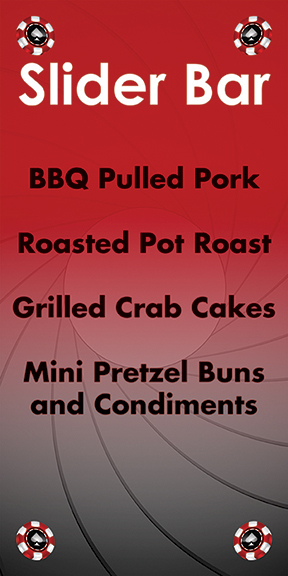 Slider Bar
BBQ Pulled Pork
Roasted Pot Roast
Grilled Crab Cakes
Mini Pretzel Buns
and Condiments